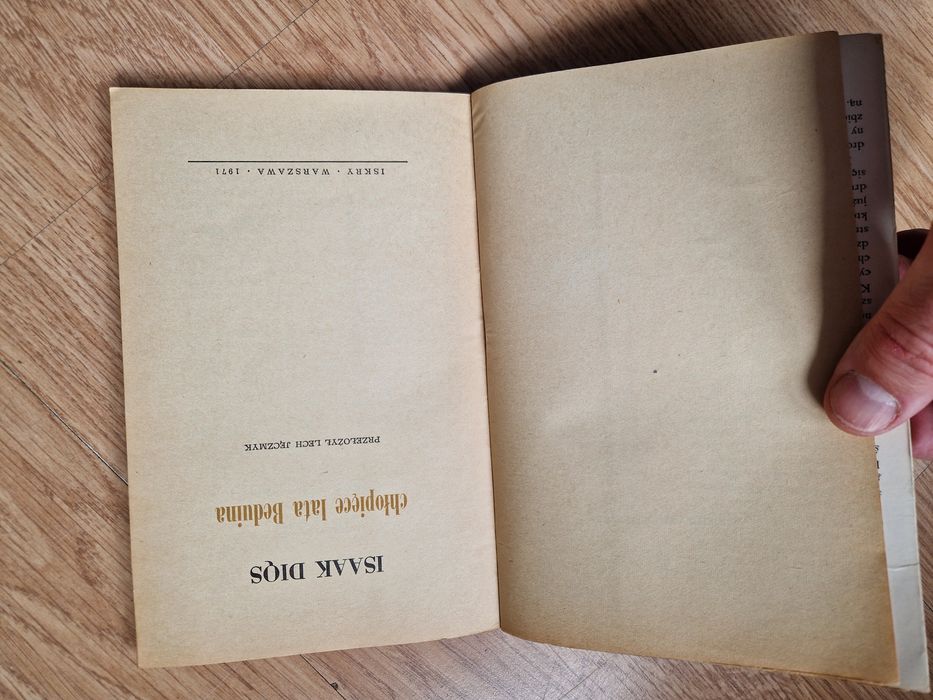 ISAAK DIQS
chłopięce lata Beduina
PRZEŁOŻYŁ LECH JĘCZMYK
ISKRY · WARSZAWA · 1971